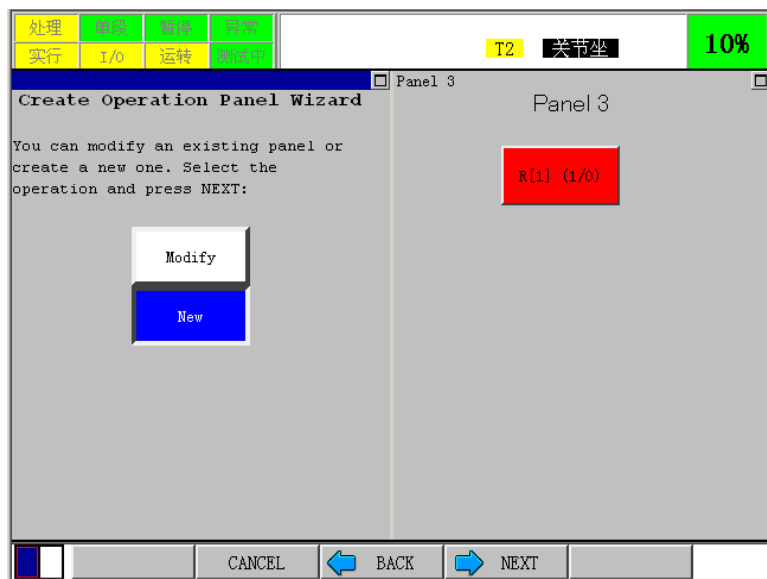 处理 单段 暂停 异常
实行 I/O 运转 测试中
T2 关节坐 10%
Panel 3
Create Operation Panel Wizard
You can modify an existing panel or
create a new one. Select the
operation and press NEXT:
Modify
New
Panel 3
R[1] (1/0)
CANCEL BACK NEXT